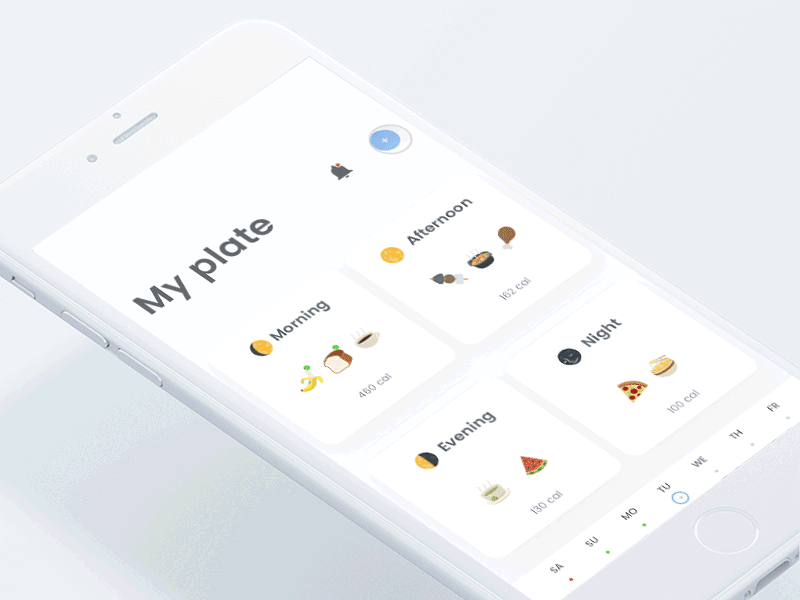 My plate
Morning
460 cal
Afternoon
162 cal
Evening
130 cal
Night
100 cal
SA SU MO TU WE TH FR